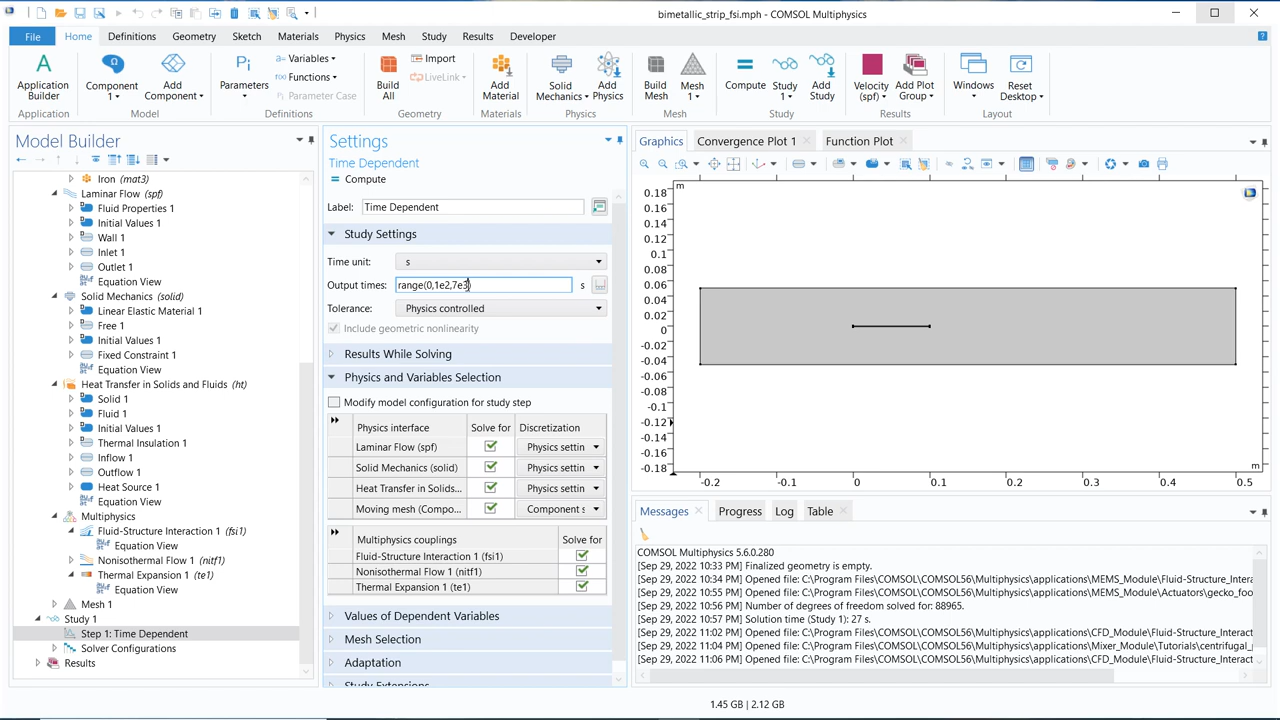 bimetallic_strip_fsi.mph - COMSOL Multiphysics
File Home Definitions Geometry Sketch Materials Physics Mesh Study Results Developer
Application Builder
Component 1
Add Component
Parameters
a= Variables
f(x) Functions
Pi Parameter Case
Build All
Import
LiveLink
Add Material
Solid Mechanics
Add Physics
Build Mesh
Mesh 1
Compute
Study 1
Add Study
Velocity (spf)
Add Plot Group
Windows
Reset Desktop
Application Model Definitions Geometry Materials Physics Mesh Study Results Layout
Model Builder
Iron (mat3)
Laminar Flow (spf)
Fluid Properties 1
Initial Values 1
Wall 1
Inlet 1
Outlet 1
Equation View
Solid Mechanics (solid)
Linear Elastic Material 1
Free 1
Initial Values 1
Fixed Constraint 1
Equation View
Heat Transfer in Solids and Fluids (ht)
Solid 1
Fluid 1
Initial Values 1
Thermal Insulation 1
Inflow 1
Outflow 1
Heat Source 1
Equation View
Multiphysics
Fluid-Structure Interaction 1 (fsi1)
Equation View
Nonisothermal Flow 1 (nitf1)
Thermal Expansion 1 (te1)
Equation View
Mesh 1
Study 1
Step 1: Time Dependent
Solver Configurations
Results
Settings
Time Dependent
= Compute
Label: Time Dependent
Study Settings
Time unit: s
Output times: range(0,1e2,7e3) s
Tolerance: Physics controlled
Include geometric nonlinearity
Results While Solving
Physics and Variables Selection
Modify model configuration for study step
Physics interface Solve for Discretization
Laminar Flow (spf) Physics settin
Solid Mechanics (solid) Physics settin
Heat Transfer in Solids... Physics settin
Moving mesh (Compo... Component s
Multiphysics couplings Solve for
Fluid-Structure Interaction 1 (fsi1)
Nonisothermal Flow 1 (nitf1)
Thermal Expansion 1 (te1)
Values of Dependent Variables
Mesh Selection
Adaptation
Study Extensions
Graphics Convergence Plot 1 Function Plot
m
0.18
0.16
0.14
0.12
0.1
0.08
0.06
0.04
0.02
0
-0.02
-0.04
-0.06
-0.08
-0.1
-0.12
-0.14
-0.16
-0.18
m
-0.2 -0.1 0 0.1 0.2 0.3 0.4 0.5
Messages Progress Log Table
COMSOL Multiphysics 5.6.0.280
[Sep 29, 2022 10:33 PM] Finalized geometry is empty.
[Sep 29, 2022 10:34 PM] Opened file: C:\Program Files\COMSOL\COMSOL56\Multiphysics\applications\MEMS_Module\Fluid-Structure_Intera
[Sep 29, 2022 10:55 PM] Opened file: C:\Program Files\COMSOL\COMSOL56\Multiphysics\applications\MEMS_Module\Actuators\gecko_foo
[Sep 29, 2022 10:56 PM] Number of degrees of freedom solved for: 88965.
[Sep 29, 2022 10:57 PM] Solution time (Study 1): 27 s.
[Sep 29, 2022 11:02 PM] Opened file: C:\Program Files\COMSOL\COMSOL56\Multiphysics\applications\CFD_Module\Fluid-Structure_Interact
[Sep 29, 2022 11:04 PM] Opened file: C:\Program Files\COMSOL\COMSOL56\Multiphysics\applications\Mixer_Module\Tutorials\centrifugal_
[Sep 29, 2022 11:06 PM] Opened file: C:\Program Files\COMSOL\COMSOL56\Multiphysics\applications\CFD_Module\Fluid-Structure_Interact
1.45 GB | 2.12 GB